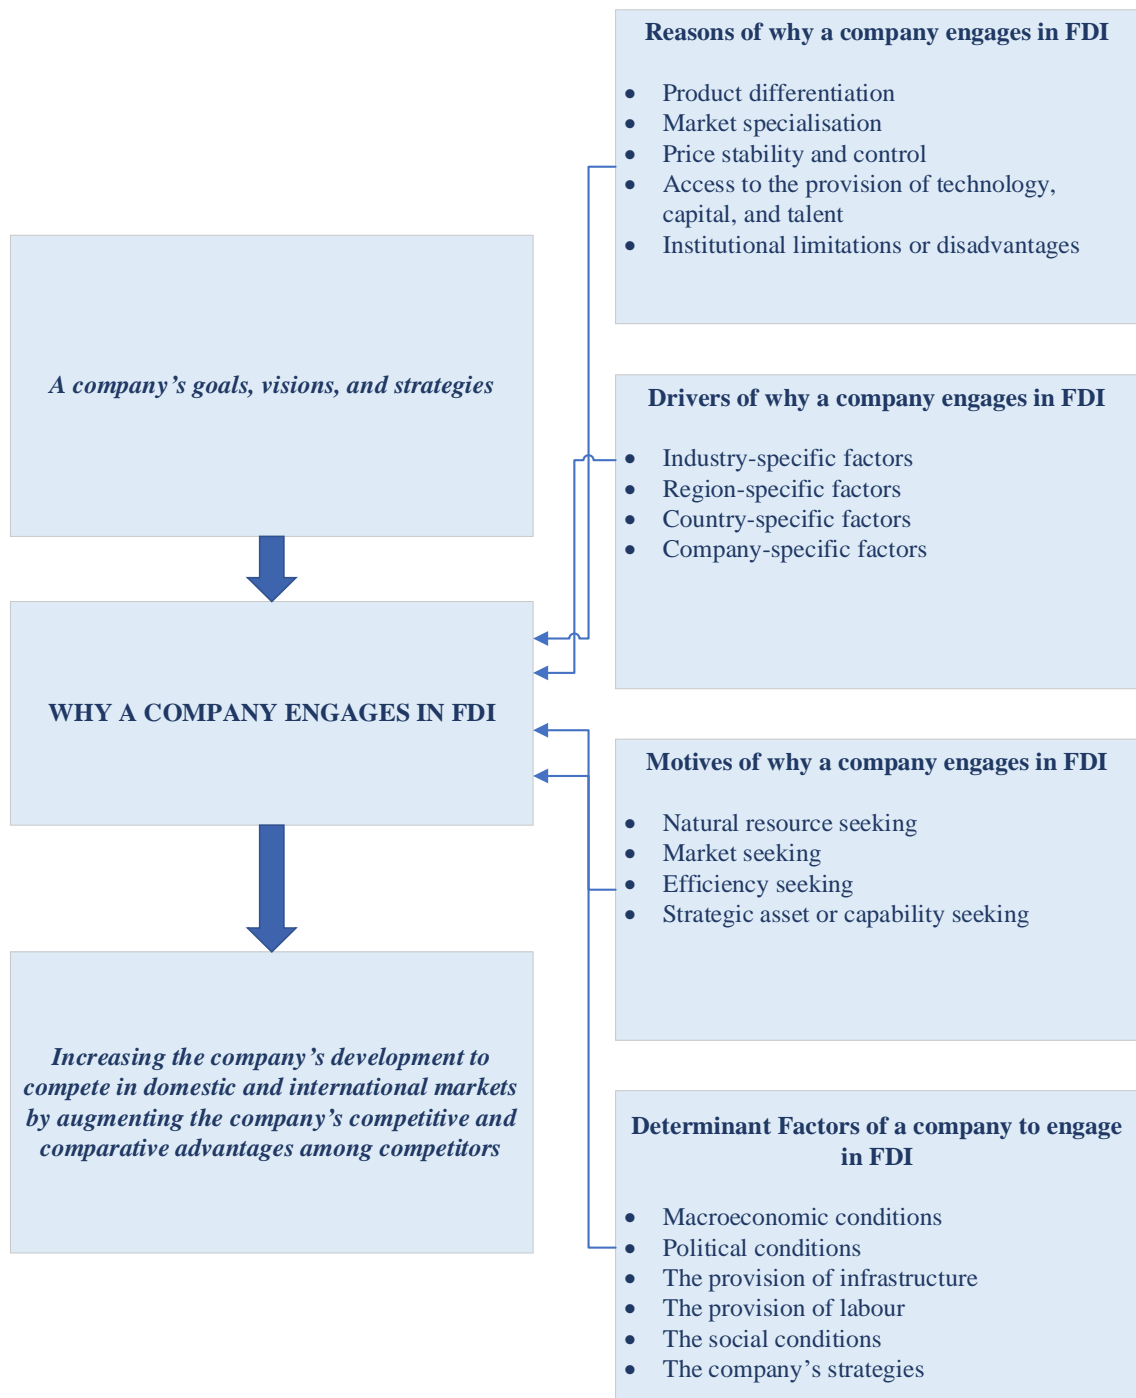 Reasons of why a company engages in FDI
• Product differentiation
• Market specialisation
• Price stability and control
• Access to the provision of technology,
capital, and talent
• Institutional limitations or disadvantages
A company’s goals, visions, and strategies
Drivers of why a company engages in FDI
• Industry-specific factors
• Region-specific factors
• Country-specific factors
• Company-specific factors
WHY A COMPANY ENGAGES IN FDI
Motives of why a company engages in FDI
• Natural resource seeking
• Market seeking
• Efficiency seeking
• Strategic asset or capability seeking
Increasing the company’s development to
compete in domestic and international markets
by augmenting the company’s competitive and
comparative advantages among competitors
Determinant Factors of a company to engage
in FDI
• Macroeconomic conditions
• Political conditions
• The provision of infrastructure
• The provision of labour
• The social conditions
• The company’s strategies